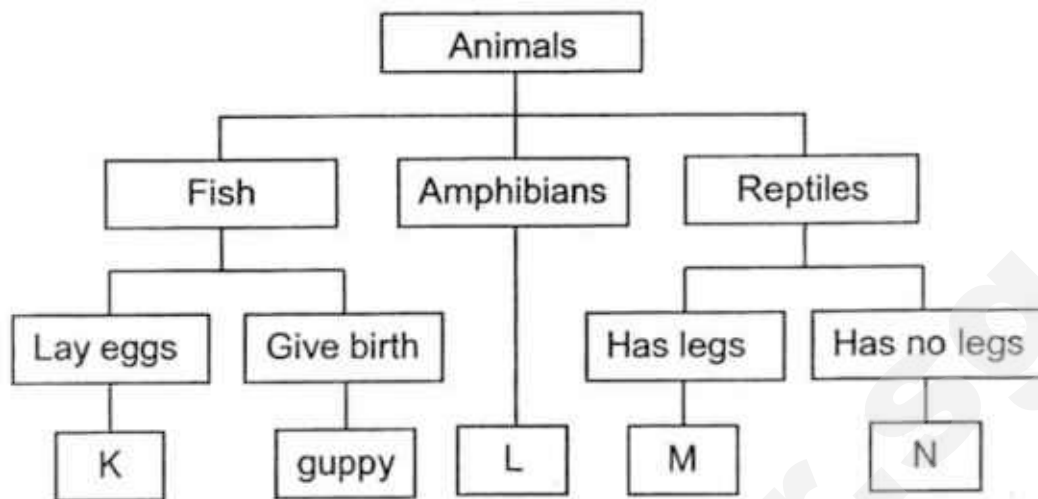 Animals
Fish
Amphibians
Reptiles
Lay eggs
Give birth
Has legs
Has no legs
K
guppy
L
M
N